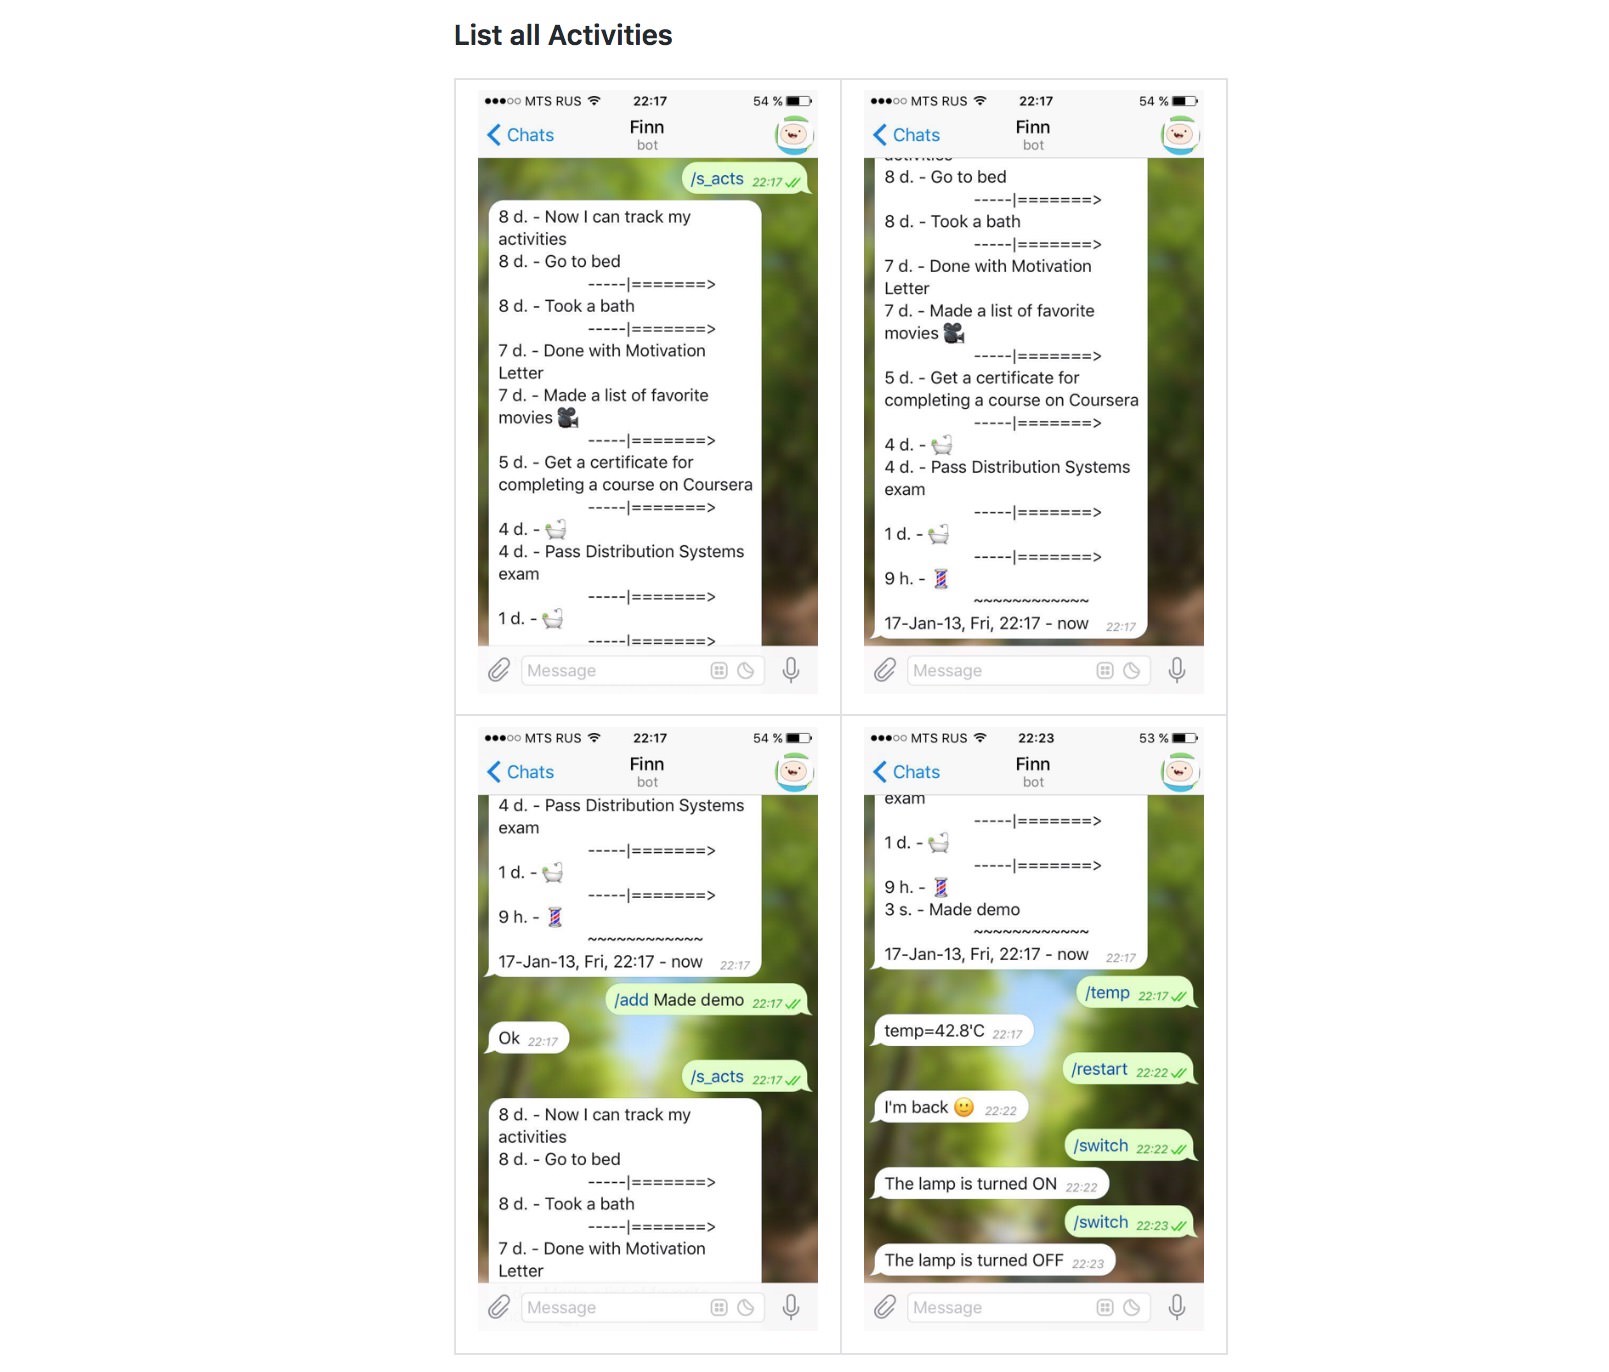 List all Activities
MTS RUS 22:17 54 %
Chats
Finn
bot
/s_acts 22:17
8 d. - Now I can track my
activities
8 d. - Go to bed
-----|=======>
8 d. - Took a bath
-----|=======>
7 d. - Done with Motivation
Letter
7 d. - Made a list of favorite
movies 🎥
-----|=======>
5 d. - Get a certificate for
completing a course on Coursera
-----|=======>
4 d. - 🛁
4 d. - Pass Distribution Systems
exam
-----|=======>
1 d. - 🛁
-----|=======>
Message
MTS RUS 22:17 54 %
Chats
Finn
bot
activities
8 d. - Go to bed
-----|=======>
8 d. - Took a bath
-----|=======>
7 d. - Done with Motivation
Letter
7 d. - Made a list of favorite
movies 🎥
-----|=======>
5 d. - Get a certificate for
completing a course on Coursera
-----|=======>
4 d. - 🛁
4 d. - Pass Distribution Systems
exam
-----|=======>
1 d. - 🛁
-----|=======>
9 h. - 💈
~~~~~~~~~~~~
17-Jan-13, Fri, 22:17 - now 22:17
Message
MTS RUS 22:17 54 %
Chats
Finn
bot
4 d. - Pass Distribution Systems
exam
-----|=======>
1 d. - 🛁
-----|=======>
9 h. - 💈
~~~~~~~~~~~~
17-Jan-13, Fri, 22:17 - now 22:17
/add Made demo 22:17
Ok 22:17
/s_acts 22:17
8 d. - Now I can track my
activities
8 d. - Go to bed
-----|=======>
8 d. - Took a bath
-----|=======>
7 d. - Done with Motivation
Letter
Message
MTS RUS 22:23 53 %
Chats
Finn
bot
exam
-----|=======>
1 d. - 🛁
-----|=======>
9 h. - 💈
3 s. - Made demo
~~~~~~~~~~~~
17-Jan-13, Fri, 22:17 - now 22:17
/temp 22:17
temp=42.8'C 22:17
/restart 22:22
I'm back 🙂 22:22
/switch 22:22
The lamp is turned ON 22:22
/switch 22:23
The lamp is turned OFF 22:23
Message